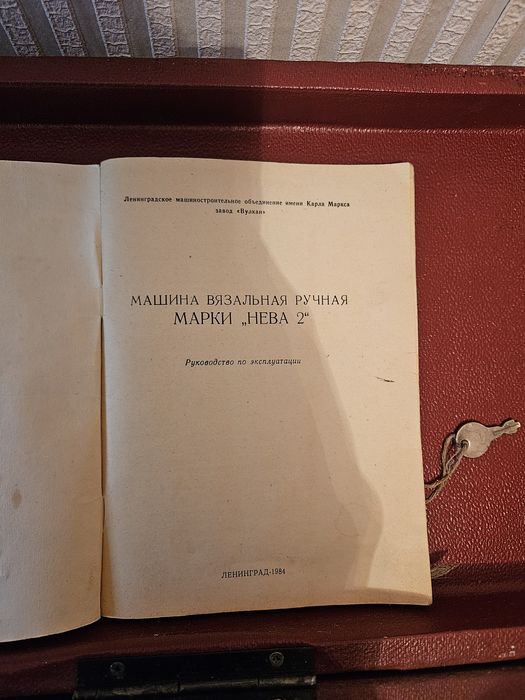 Ленинградское машиностроительное объединение имени Карла Маркса
завод «Вулкан»
МАШИНА ВЯЗАЛЬНАЯ РУЧНАЯ
МАРКИ „НЕВА 2“
Руководство по эксплуатации
ЛЕНИНГРАД-1984